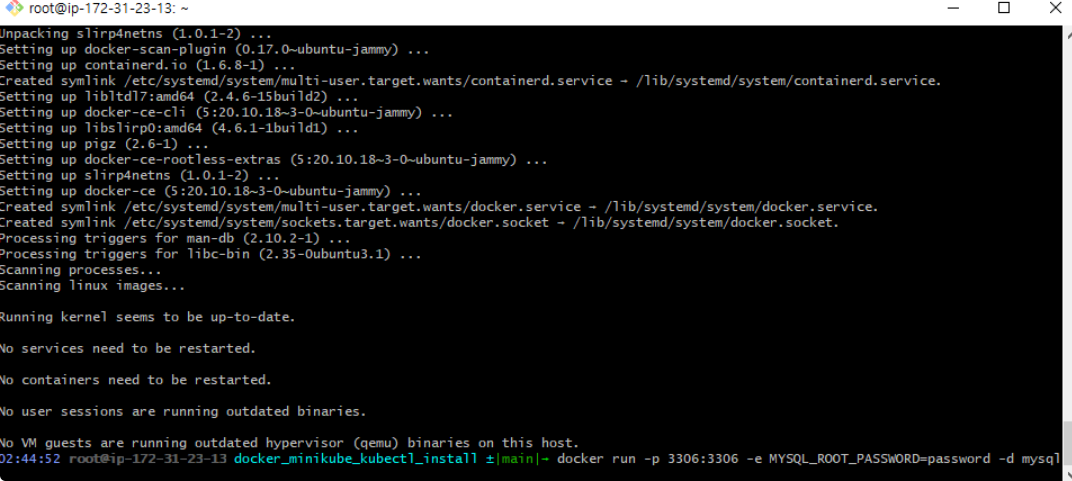 root@ip-172-31-23-13: ~
Unpacking slirp4netns (1.0.1-2) ...
Setting up docker-scan-plugin (0.17.0~ubuntu-jammy) ...
Setting up containerd.io (1.6.8-1) ...
Created symlink /etc/systemd/system/multi-user.target.wants/containerd.service → /lib/systemd/system/containerd.service.
Setting up libltdl7:amd64 (2.4.6-15build2) ...
Setting up docker-ce-cli (5:20.10.18~3-0~ubuntu-jammy) ...
Setting up libslirp0:amd64 (4.6.1-1build1) ...
Setting up pigz (2.6-1) ...
Setting up docker-ce-rootless-extras (5:20.10.18~3-0~ubuntu-jammy) ...
Setting up slirp4netns (1.0.1-2) ...
Setting up docker-ce (5:20.10.18~3-0~ubuntu-jammy) ...
Created symlink /etc/systemd/system/multi-user.target.wants/docker.service → /lib/systemd/system/docker.service.
Created symlink /etc/systemd/system/sockets.target.wants/docker.socket → /lib/systemd/system/docker.socket.
Processing triggers for man-db (2.10.2-1) ...
Processing triggers for libc-bin (2.35-0ubuntu3.1) ...
Scanning processes...
Scanning linux images...
Running kernel seems to be up-to-date.
No services need to be restarted.
No containers need to be restarted.
No user sessions are running outdated binaries.
No VM guests are running outdated hypervisor (qemu) binaries on this host.
02:44:52 root@ip-172-31-23-13 docker_minikube_kubectl_install ±|main|→ docker run -p 3306:3306 -e MYSQL_ROOT_PASSWORD=password -d mysql